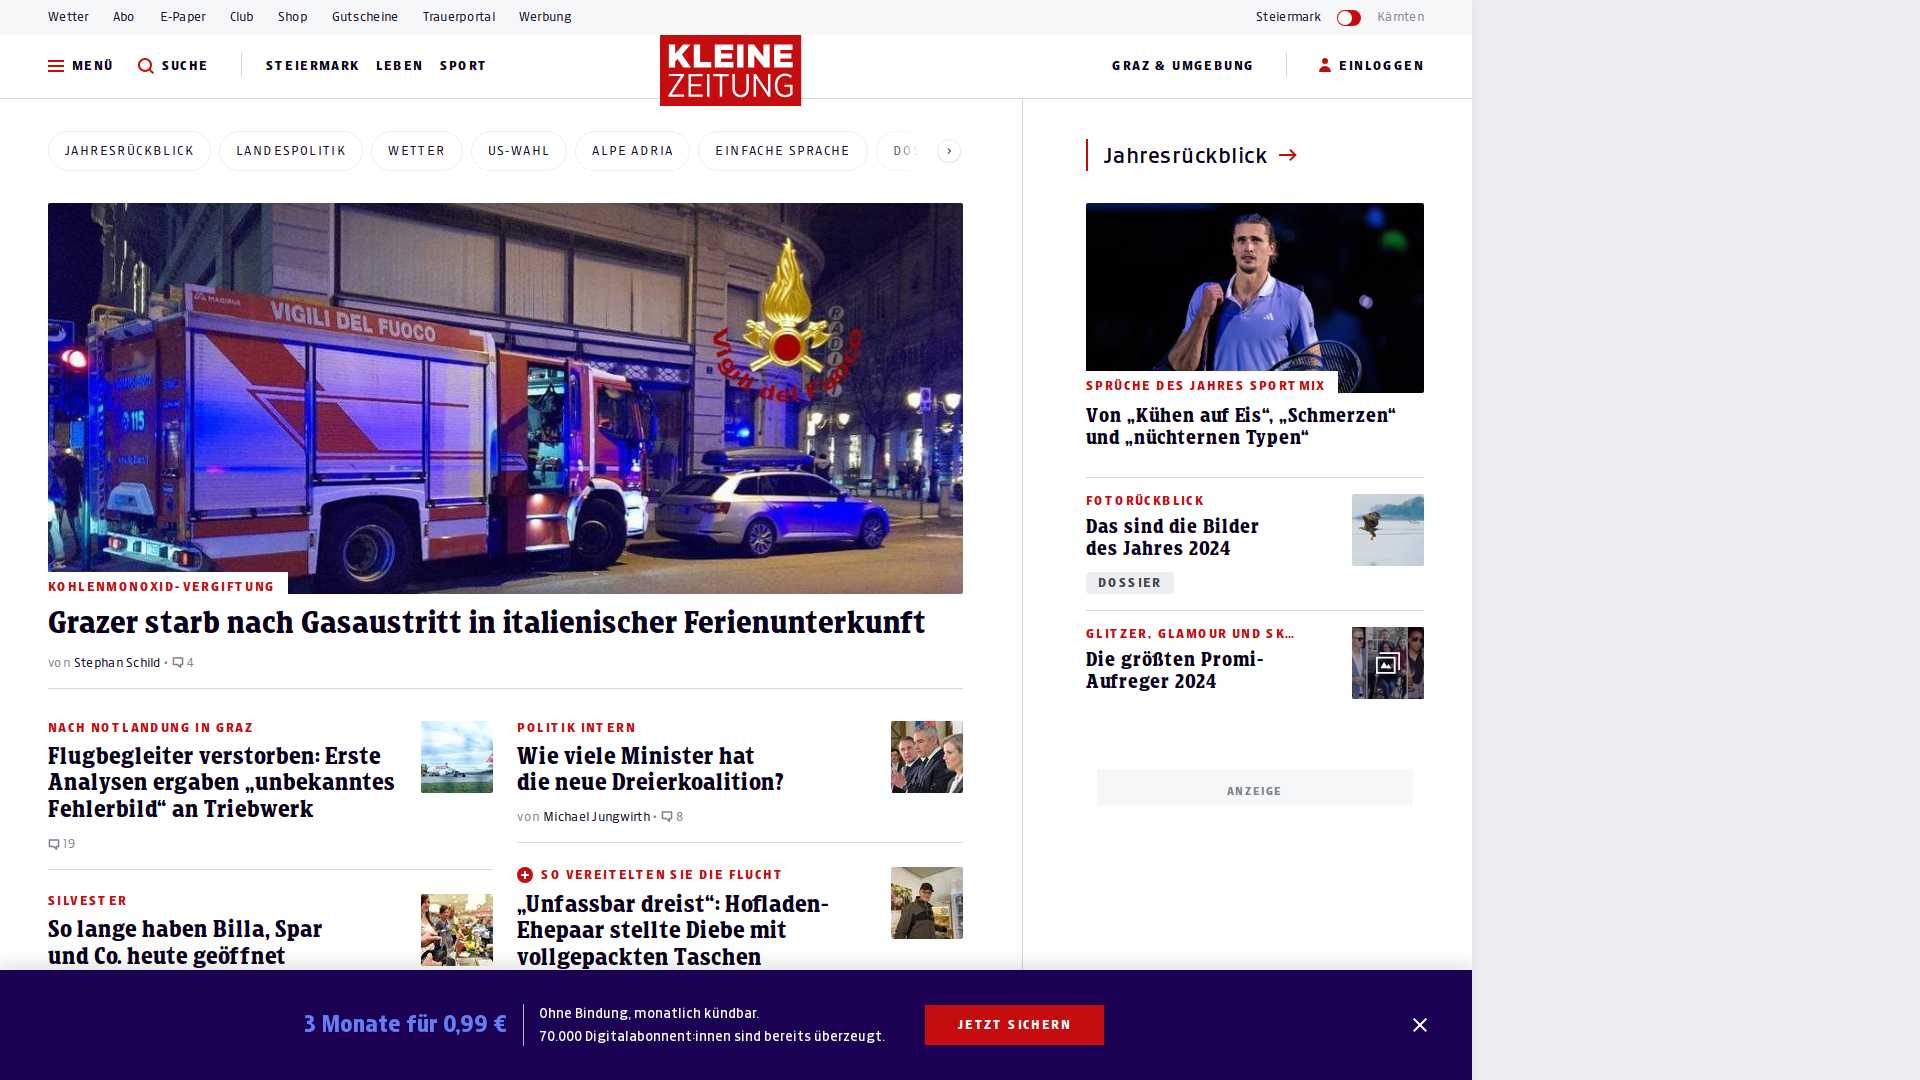 Wetter Abo E-Paper Club Shop Gutscheine Trauerportal Werbung Steiermark Kärnten
MENÜ SUCHE STEIERMARK LEBEN SPORT KLEINE ZEITUNG GRAZ & UMGEBUNG EINLOGGEN
JAHRESRÜCKBLICK LANDESPOLITIK WETTER US-WAHL ALPE ADRIA EINFACHE SPRACHE DOS
MAGIRUS
VIGILI DEL FUOCO
115
Vigili del Fuoco
KOHLENMONOXID-VERGIFTUNG
Grazer starb nach Gasaustritt in italienischer Ferienunterkunft
von Stephan Schild • 4
NACH NOTLANDUNG IN GRAZ
Flugbegleiter verstorben: Erste
Analysen ergaben „unbekanntes
Fehlerbild“ an Triebwerk
19
SILVESTER
So lange haben Billa, Spar
und Co. heute geöffnet
POLITIK INTERN
Wie viele Minister hat
die neue Dreierkoalition?
von Michael Jungwirth • 8
SO VEREITELTEN SIE DIE FLUCHT
„Unfassbar dreist“: Hofladen-
Ehepaar stellte Diebe mit
vollgepackten Taschen
Jahresrückblick
SPRÜCHE DES JAHRES SPORTMIX
Von „Kühen auf Eis“, „Schmerzen“
und „nüchternen Typen“
FOTORÜCKBLICK
Das sind die Bilder
des Jahres 2024
DOSSIER
GLITZER, GLAMOUR UND SK...
Die größten Promi-
Aufreger 2024
ANZEIGE
3 Monate für 0,99 €
Ohne Bindung, monatlich kündbar.
70.000 Digitalabonnent:innen sind bereits überzeugt.
JETZT SICHERN